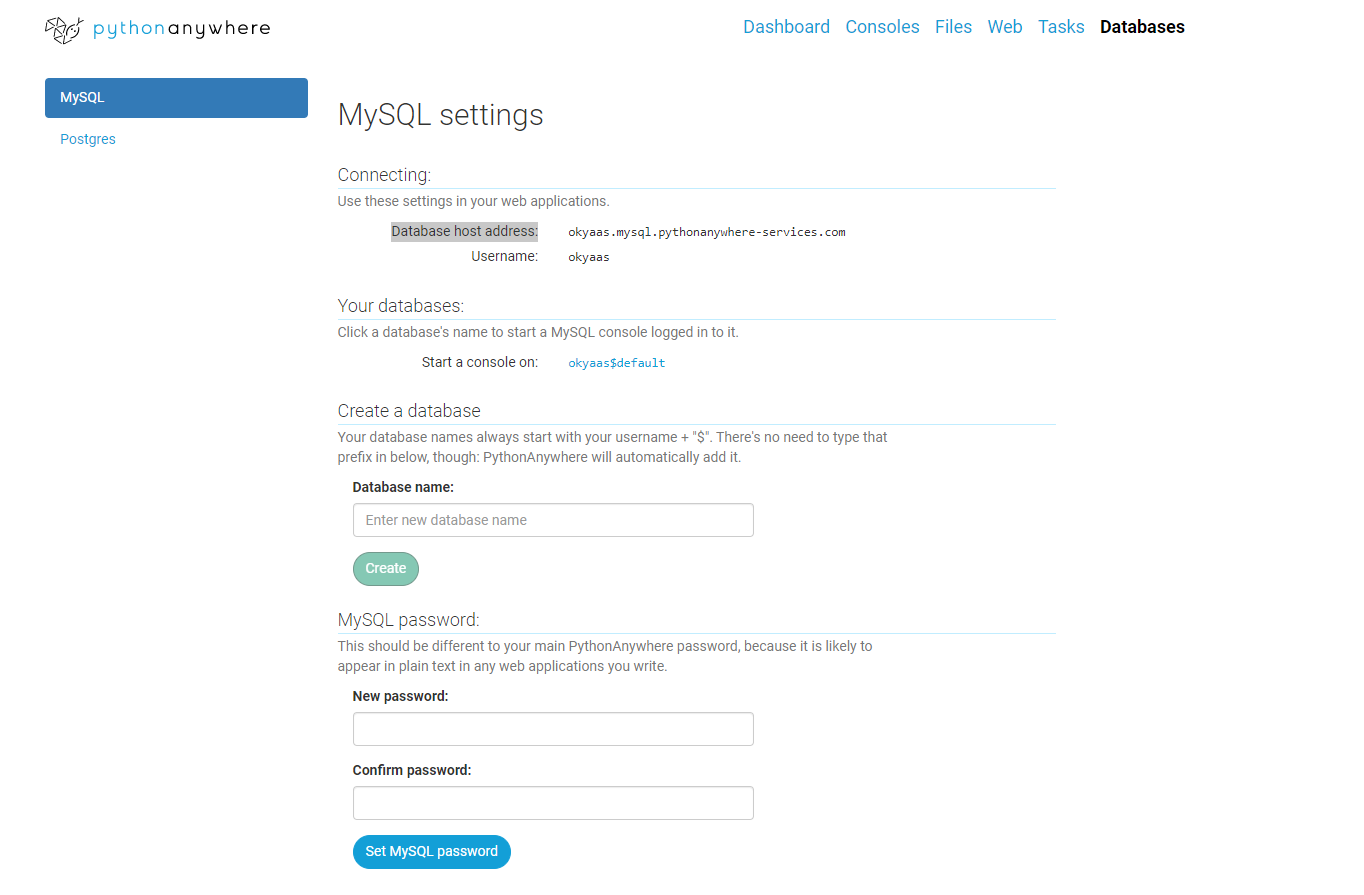 pythonanywhere
Dashboard Consoles Files Web Tasks Databases
MySQL
Postgres
MySQL settings
Connecting:
Use these settings in your web applications.
Database host address: okyaas.mysql.pythonanywhere-services.com
Username: okyaas
Your databases:
Click a database's name to start a MySQL console logged in to it.
Start a console on: okyaas$default
Create a database
Your database names always start with your username + "$". There's no need to type that
prefix in below, though: PythonAnywhere will automatically add it.
Database name:
Enter new database name
Create
MySQL password:
This should be different to your main PythonAnywhere password, because it is likely to
appear in plain text in any web applications you write.
New password:
Confirm password:
Set MySQL password